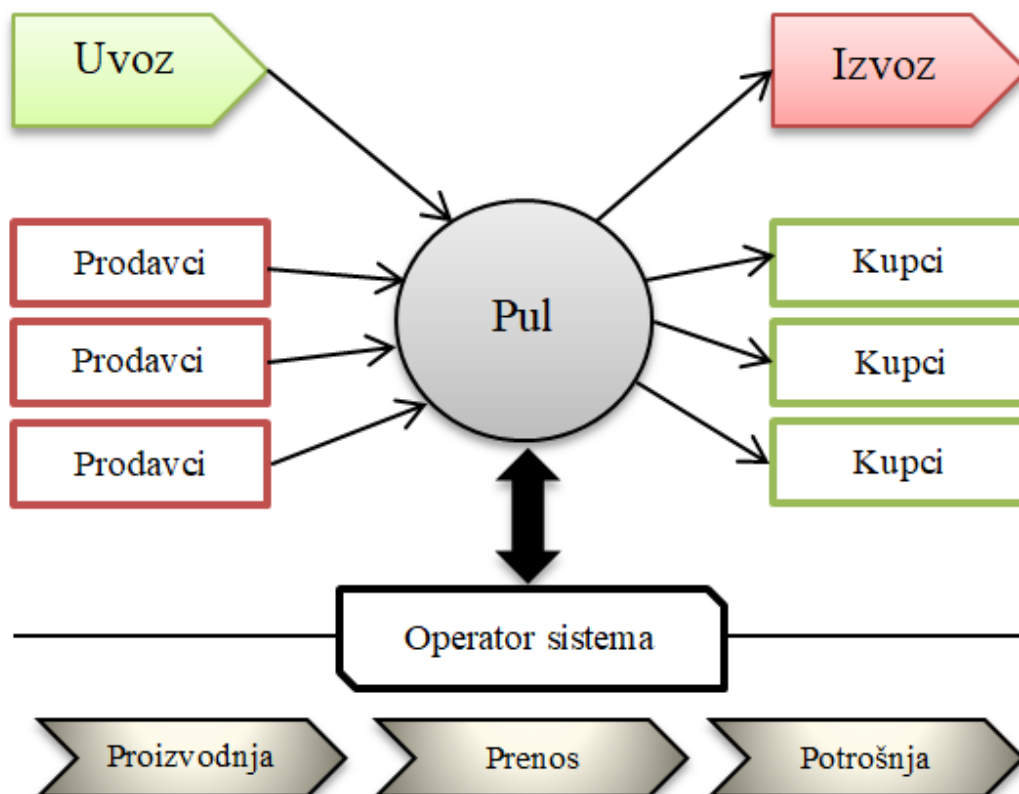 Uvoz
Izvoz
Prodavci
Kupci
Pul
Prodavci
Kupci
Prodavci
Kupci
Operator sistema
Proizvodnja
Prenos
Potrošnja